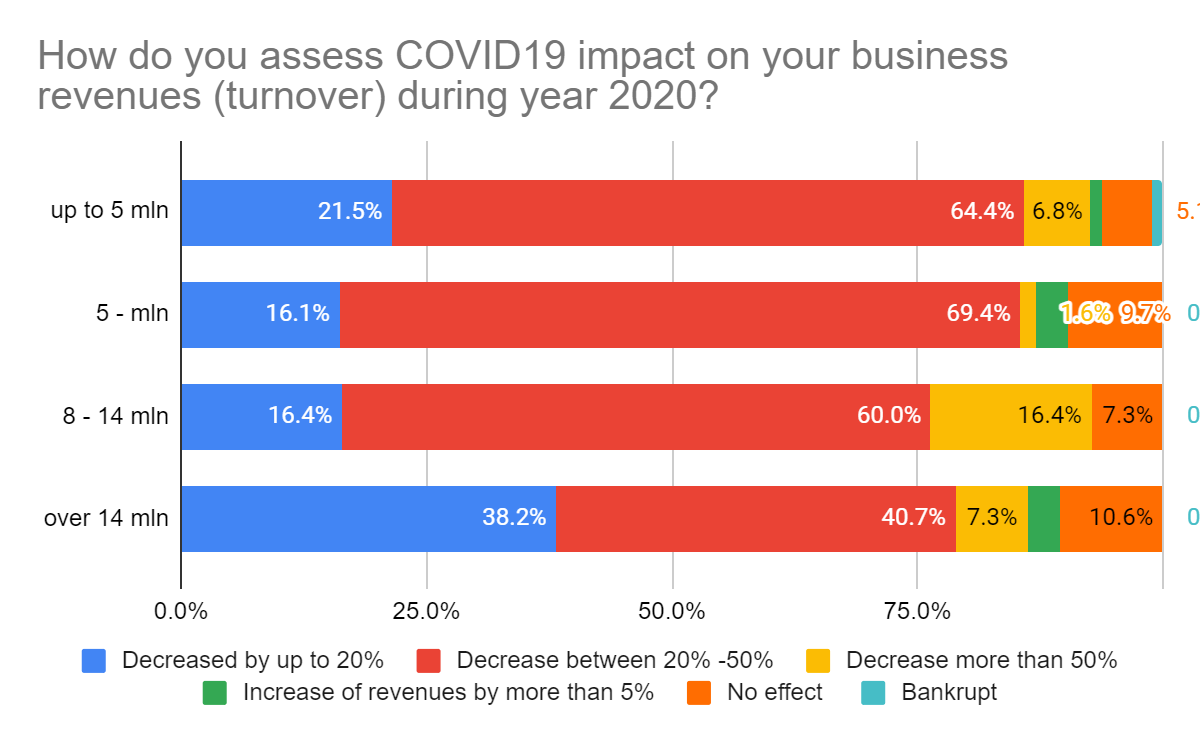 How do you assess COVID19 impact on your business
revenues (turnover) during year 2020?
up to 5 mln 21.5% 64.4% 6.8%
5 - mln 16.1% 69.4% 1.6% 9.7%
8 - 14 mln 16.4% 60.0% 16.4% 7.3%
over 14 mln 38.2% 40.7% 7.3% 10.6%
0.0% 25.0% 50.0% 75.0%
Decreased by up to 20% Decrease between 20% -50% Decrease more than 50%
Increase of revenues by more than 5% No effect Bankrupt